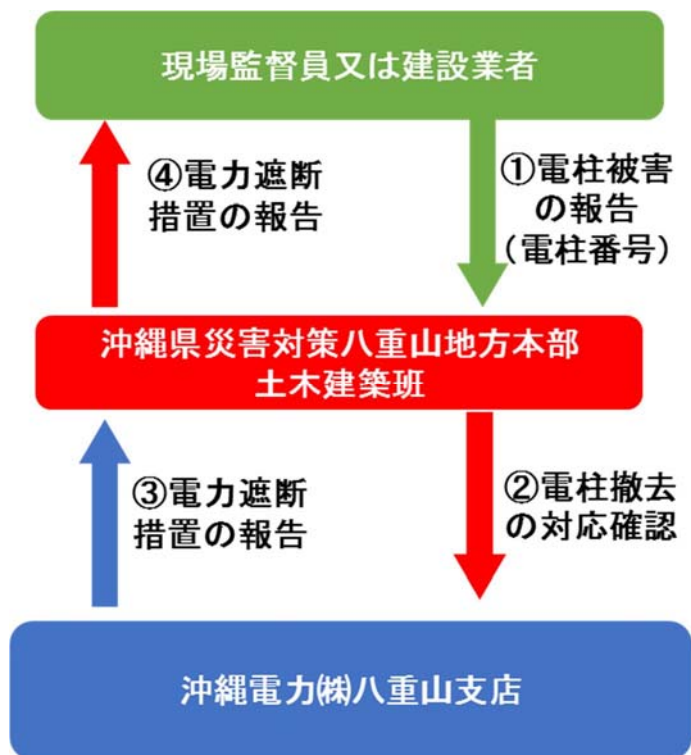 現場監督員又は建設業者
④電力遮断
措置の報告
①電柱被害
の報告
（電柱番号）
沖縄県災害対策八重山地方本部
土木建築班
③電力遮断
措置の報告
②電柱撤去
の対応確認
沖縄電力㈱八重山支店